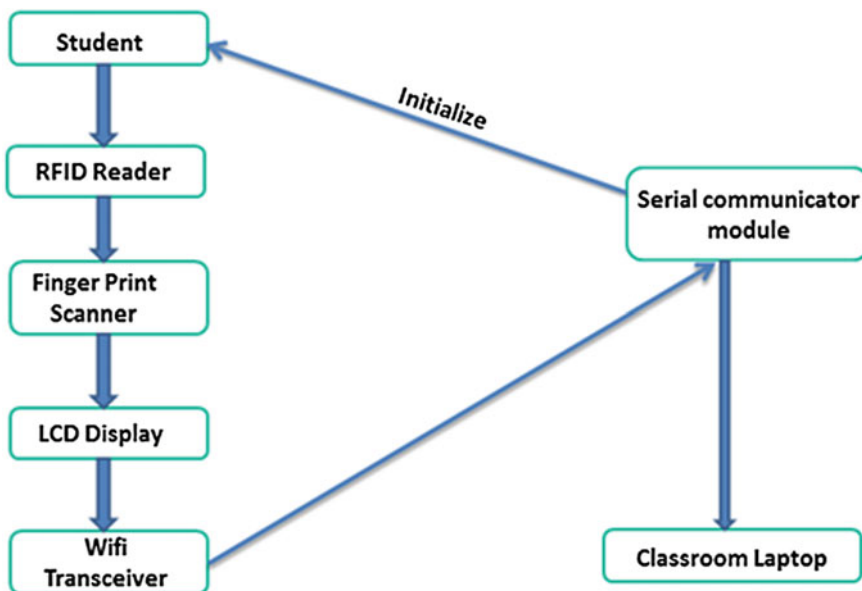 Student
Initialize
RFID Reader
Serial communicator
module
Finger Print
Scanner
LCD Display
Wifi
Transceiver
Classroom Laptop